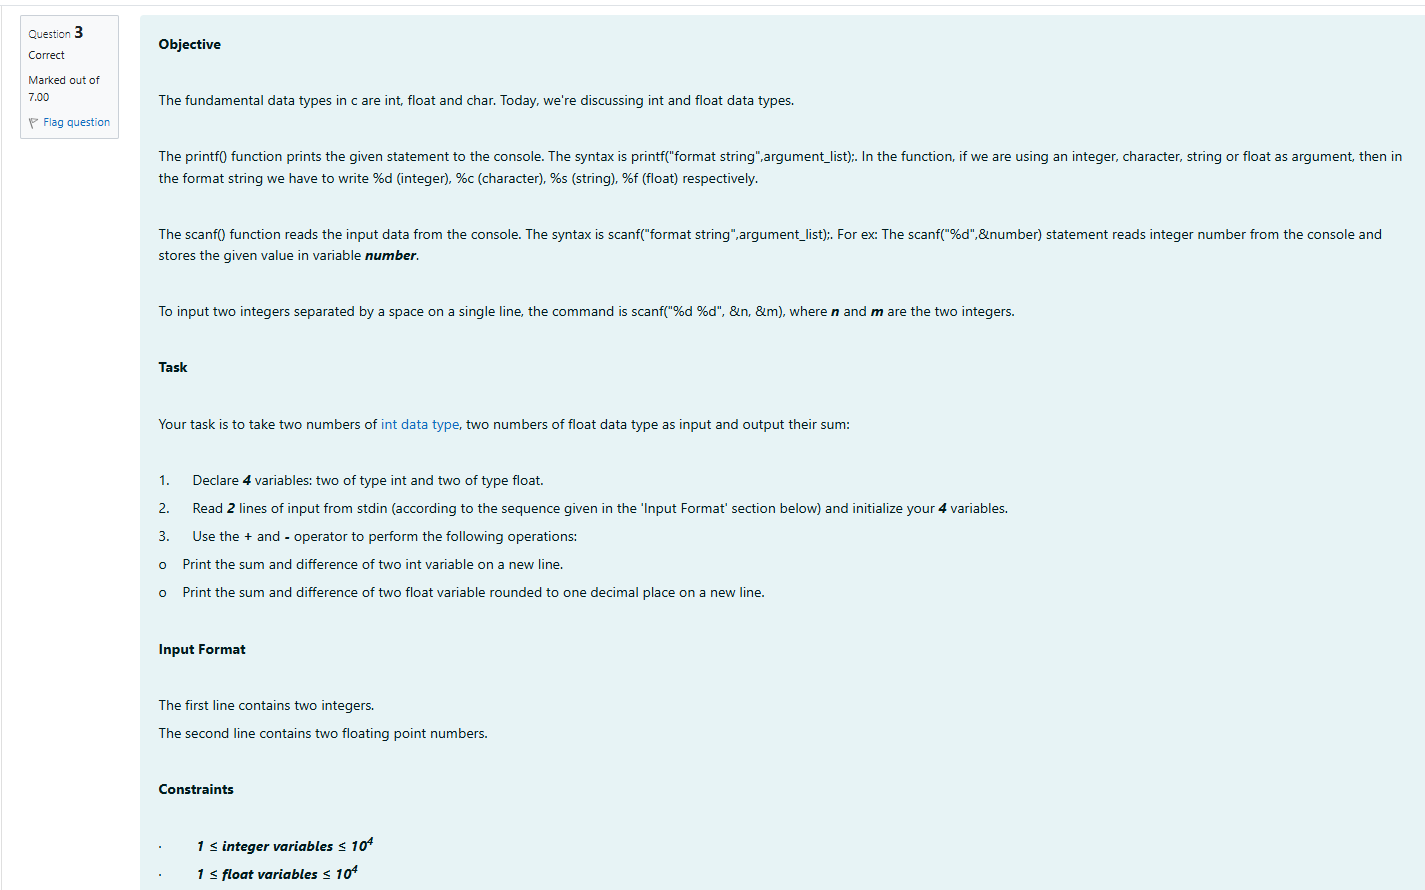 Question 3
Correct
Marked out of
7.00
Flag question
Objective
The fundamental data types in c are int, float and char. Today, we're discussing int and float data types.
The printf() function prints the given statement to the console. The syntax is printf("format string",argument_list);. In the function, if we are using an integer, character, string or float as argument, then in
the format string we have to write %d (integer), %c (character), %s (string), %f (float) respectively.
The scanf() function reads the input data from the console. The syntax is scanf("format string",argument_list);. For ex: The scanf("%d",&number) statement reads integer number from the console and
stores the given value in variable number.
To input two integers separated by a space on a single line, the command is scanf("%d %d", &n, &m), where n and m are the two integers.
Task
Your task is to take two numbers of int data type, two numbers of float data type as input and output their sum:
1. Declare 4 variables: two of type int and two of type float.
2. Read 2 lines of input from stdin (according to the sequence given in the 'Input Format' section below) and initialize your 4 variables.
3. Use the + and - operator to perform the following operations:
o Print the sum and difference of two int variable on a new line.
o Print the sum and difference of two float variable rounded to one decimal place on a new line.
Input Format
The first line contains two integers.
The second line contains two floating point numbers.
Constraints
· 1 ≤ integer variables ≤ 10⁴
· 1 ≤ float variables ≤ 10⁴